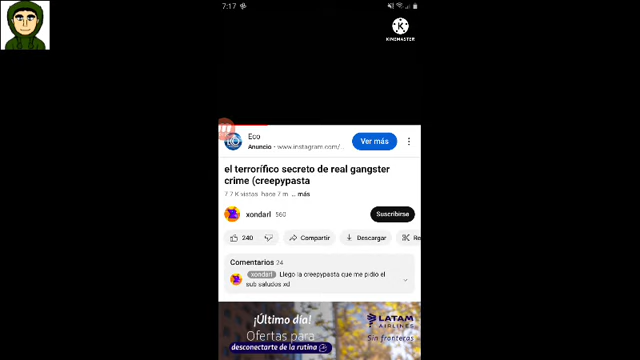 7:17
KINEMASTER
Eco
Anuncio · www.instagram.com/...
Ver más
el terrorífico secreto de real gangster
crime (creepypasta
7.7 K vistas hace 7 m ... más
xondarl 560
Suscribirse
240
Compartir
Descargar
Re
Comentarios 24
xondarl Llego la creepypasta que me pidio el
sub saludos xd
¡Último día!
Ofertas para
desconectarte de la rutina
LATAM
AIRLINES
Sin fronteras